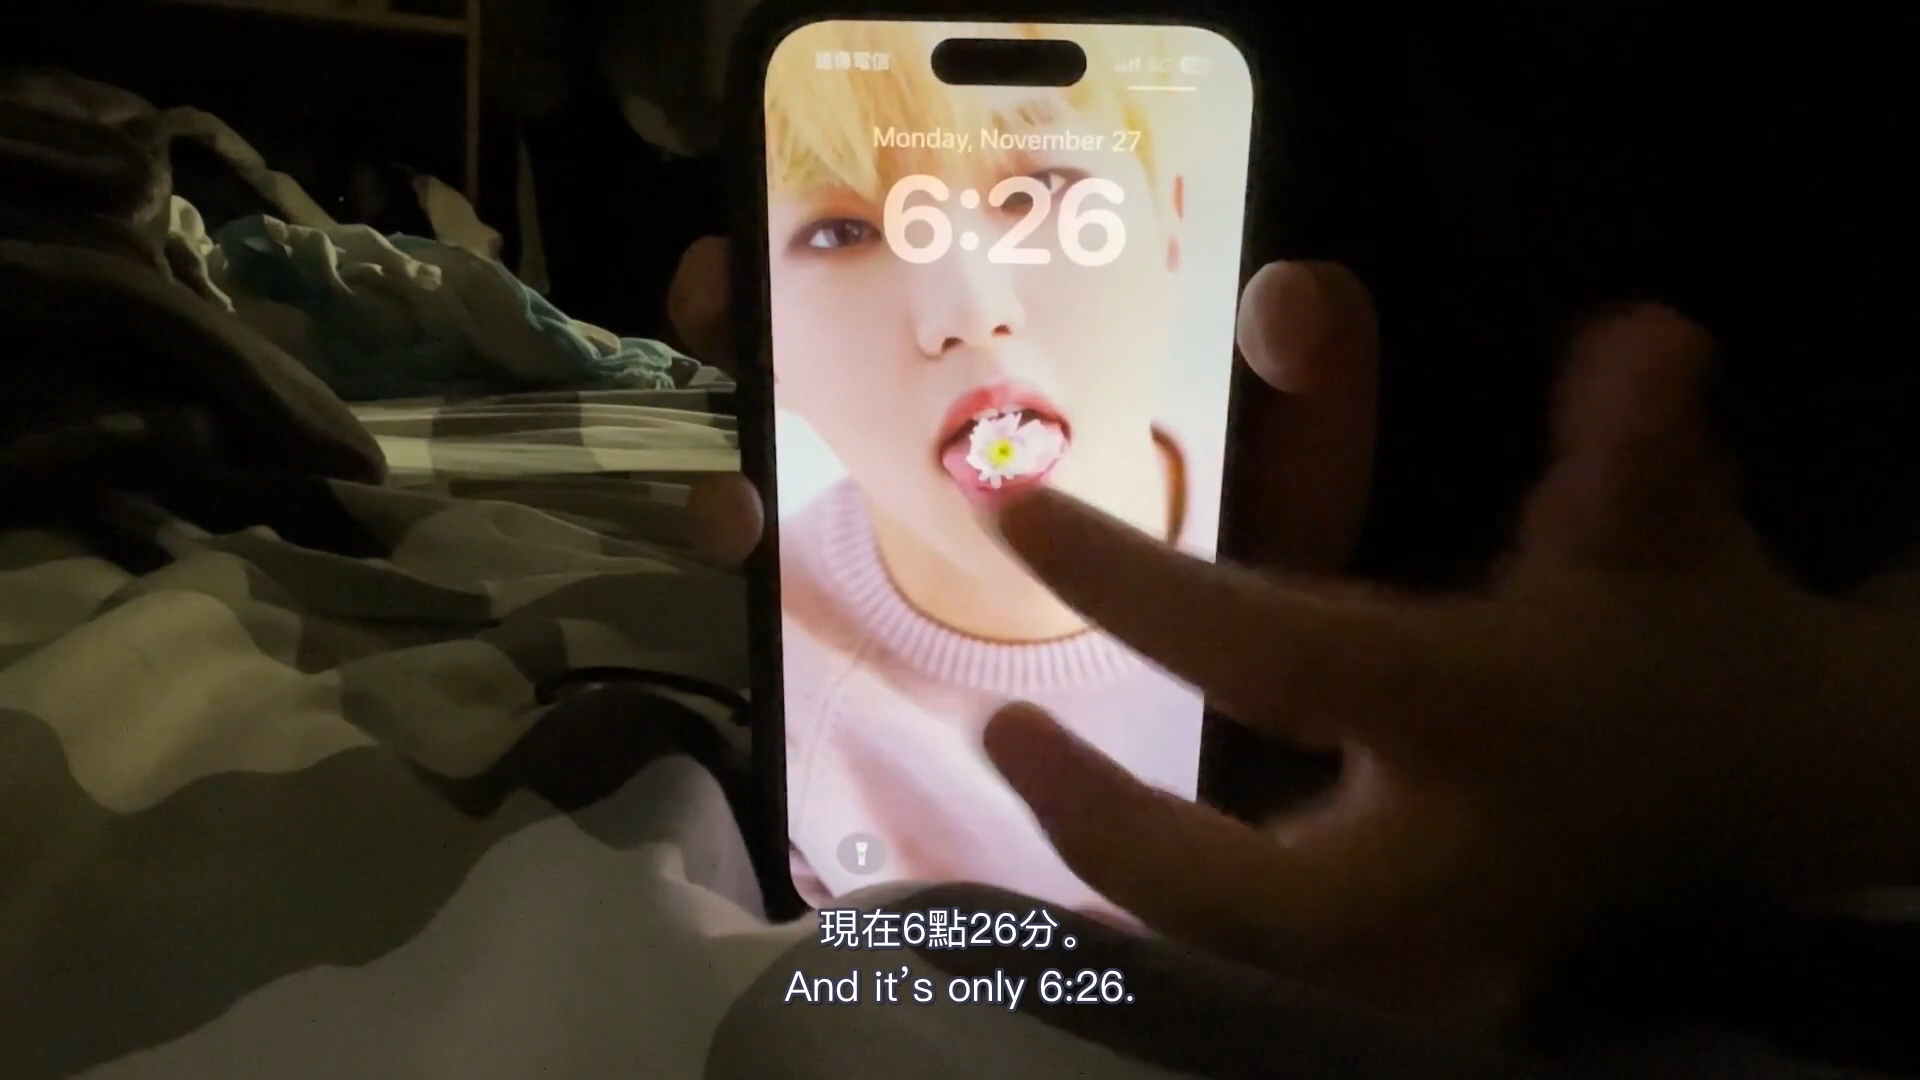 Monday, November 27
6:26
現在6點26分。
And it's only 6:26.